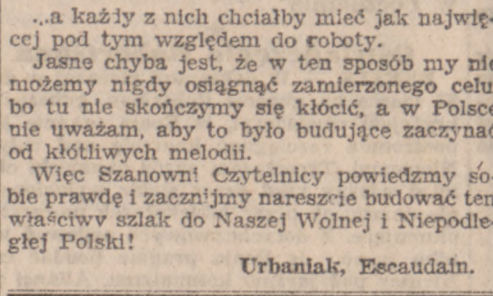 ...a każdy z nich chciałby mieć jak najwię-
cej pod tym względem do roboty.
Jasne chyba jest, że w ten sposób my nie
możemy nigdy osiągnąć zamierzonego celu
bo tu nie skończymy się kłócić, a w Polsce
nie uważam, aby to było budujące zaczynać
od kłótliwych melodii.
Więc Szanowni Czytelnicy powiedzmy so-
bie prawdę i zacznijmy nareszcie budować ten
właściwv szlak do Naszej Wolnej i Niepodle-
głej Polski!
Urbaniak, Escaudain.